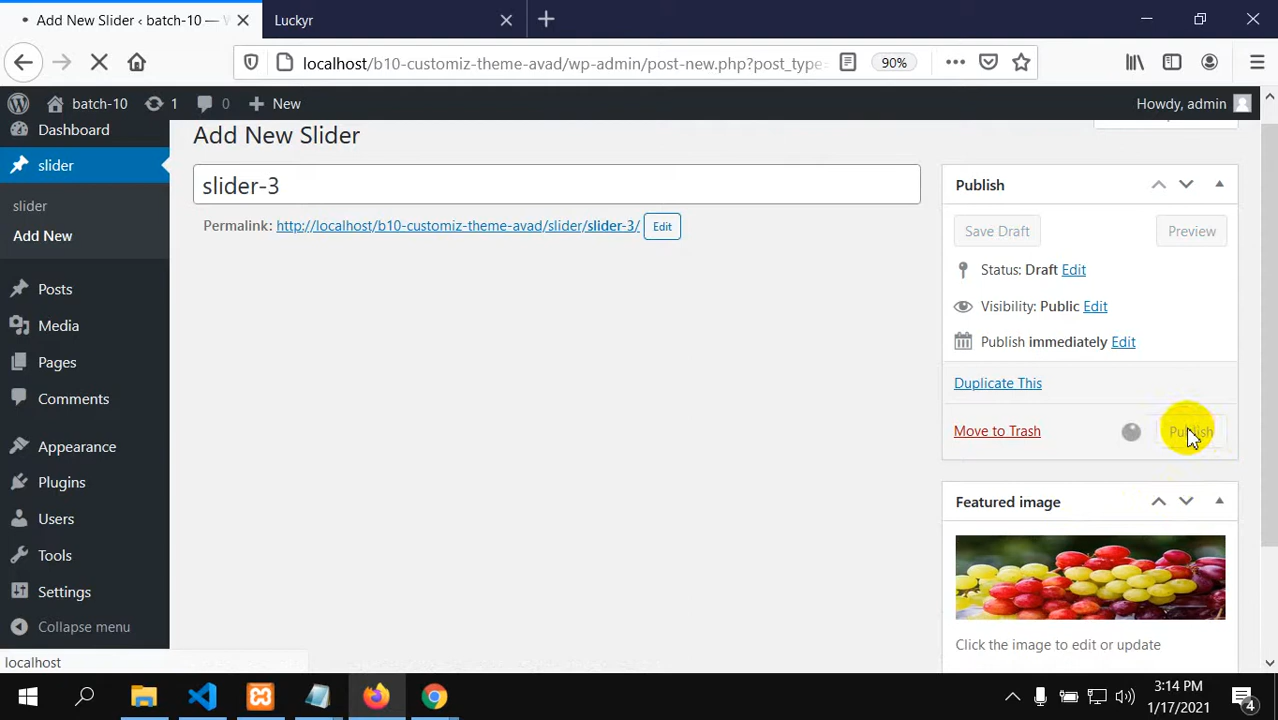 Add New Slider ‹ batch-10 —
Luckyr
localhost/b10-customiz-theme-avad/wp-admin/post-new.php?post_type=
90%
batch-10
1
0
New
Howdy, admin
Dashboard
slider
slider
Add New
Posts
Media
Pages
Comments
Appearance
Plugins
Users
Tools
Settings
Collapse menu
localhost
Add New Slider
slider-3
Permalink: http://localhost/b10-customiz-theme-avad/slider/slider-3/ Edit
Publish
Save Draft
Preview
Status: Draft Edit
Visibility: Public Edit
Publish immediately Edit
Duplicate This
Move to Trash
Publish
Featured image
Click the image to edit or update
3:14 PM
1/17/2021
4